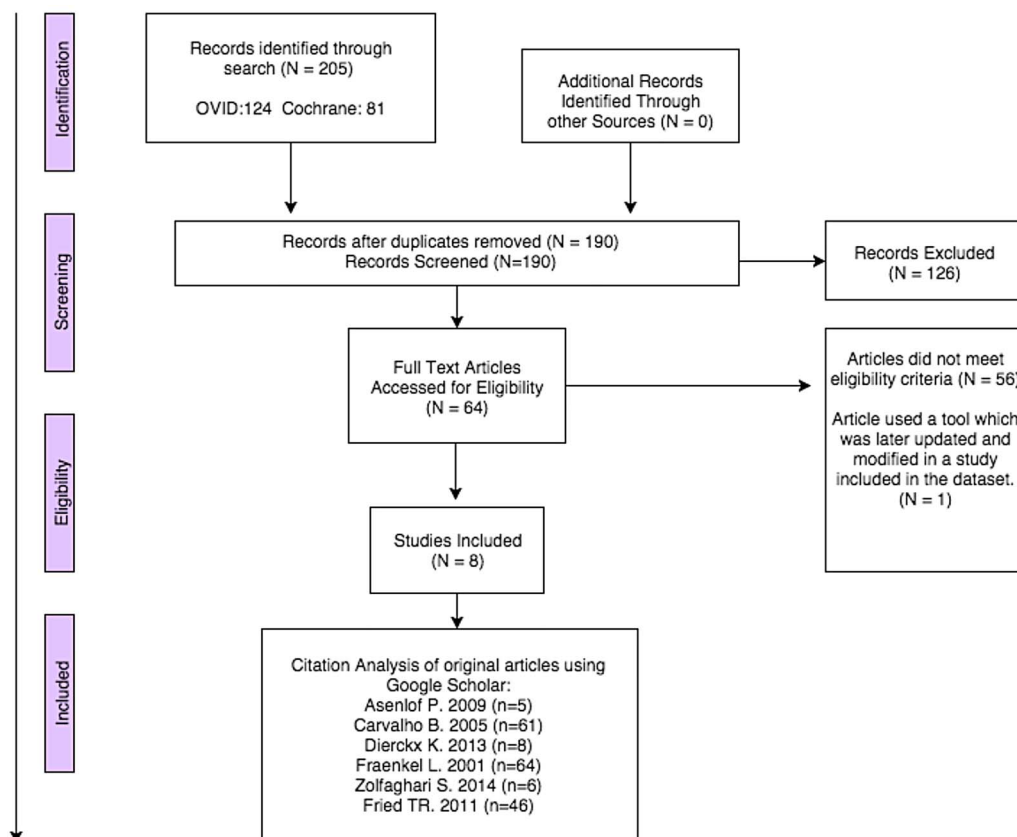 Identification
Records identified through
search (N = 205)
OVID:124  Cochrane: 81
Additional Records
Identified Through
other Sources (N = 0)
Screening
Records after duplicates removed (N = 190)
Records Screened (N=190)
Records Excluded
(N = 126)
Full Text Articles
Accessed for Eligibility
(N = 64)
Articles did not meet
eligibility criteria (N = 56)
Article used a tool which
was later updated and
modified in a study
included in the dataset.
(N = 1)
Eligibility
Studies Included
(N = 8)
Included
Citation Analysis of original articles using
Google Scholar:
Asenlof P. 2009 (n=5)
Carvalho B. 2005 (n=61)
Dierckx K. 2013 (n=8)
Fraenkel L. 2001 (n=64)
Zolfaghari S. 2014 (n=6)
Fried TR. 2011 (n=46)